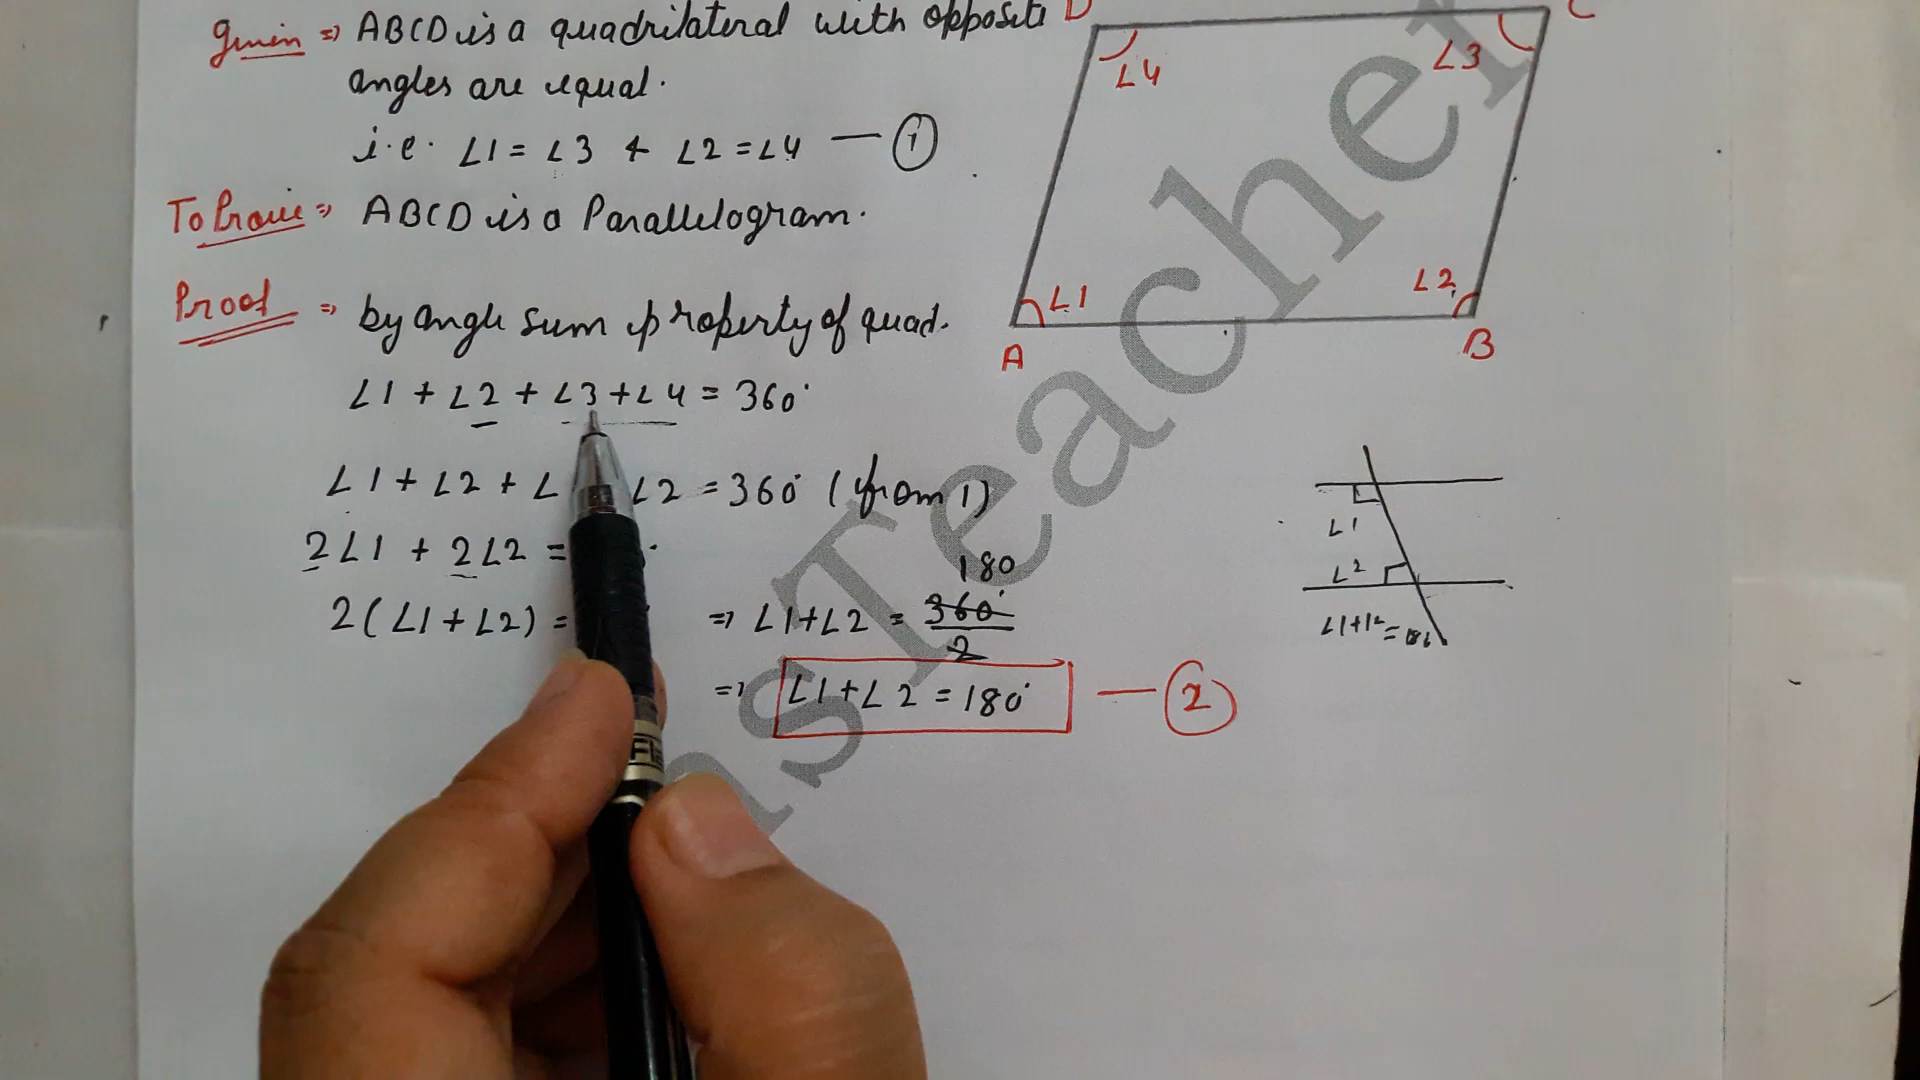 Given ⇒ ABCD is a quadrilateral with opposite
angles are equal.
i.e. ∠1 = ∠3 & ∠2 = ∠4 — ①
To Prove ⇒ ABCD is a Parallelogram.
Proof ⇒ by angle sum property of quad.
∠1 + ∠2 + ∠3 + ∠4 = 360°
∠1 + ∠2 + ∠ ∠2 = 360° (from 1)
2∠1 + 2∠2 =
2(∠1 + ∠2) = ⇒ ∠1+∠2 = 360°/2 180
⇒ ∠1+∠2 = 180° — ②
D C
∠4 ∠3
∠1 ∠2
A B
∠1
∠2
∠1+∠2 =
Teacher
Fl